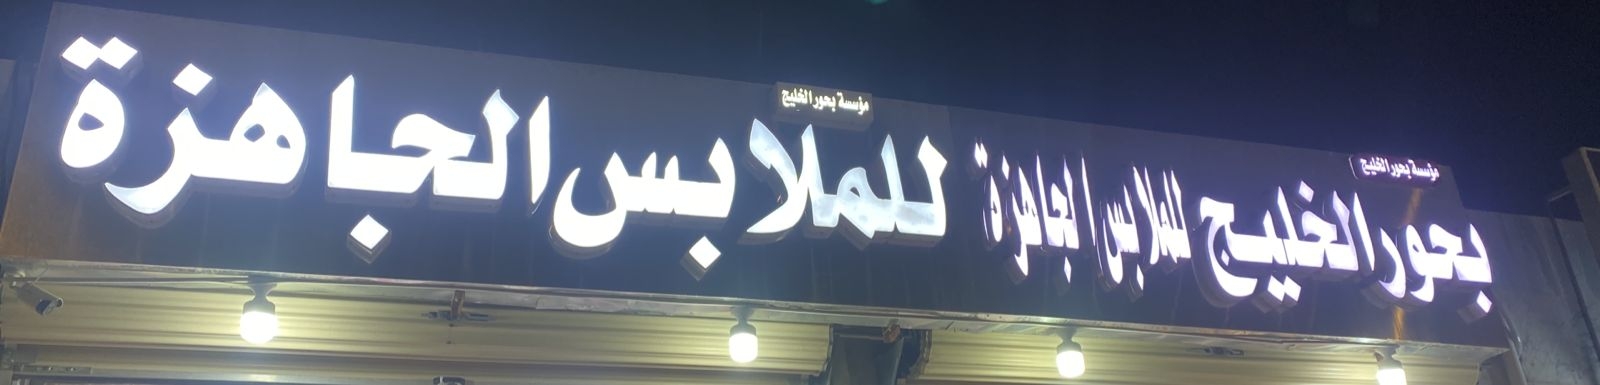 مؤسسة بحور الخليج
بحور الخليج للملابس الجاهزة
مؤسسة بحور الخليج
للملابس الجاهزة